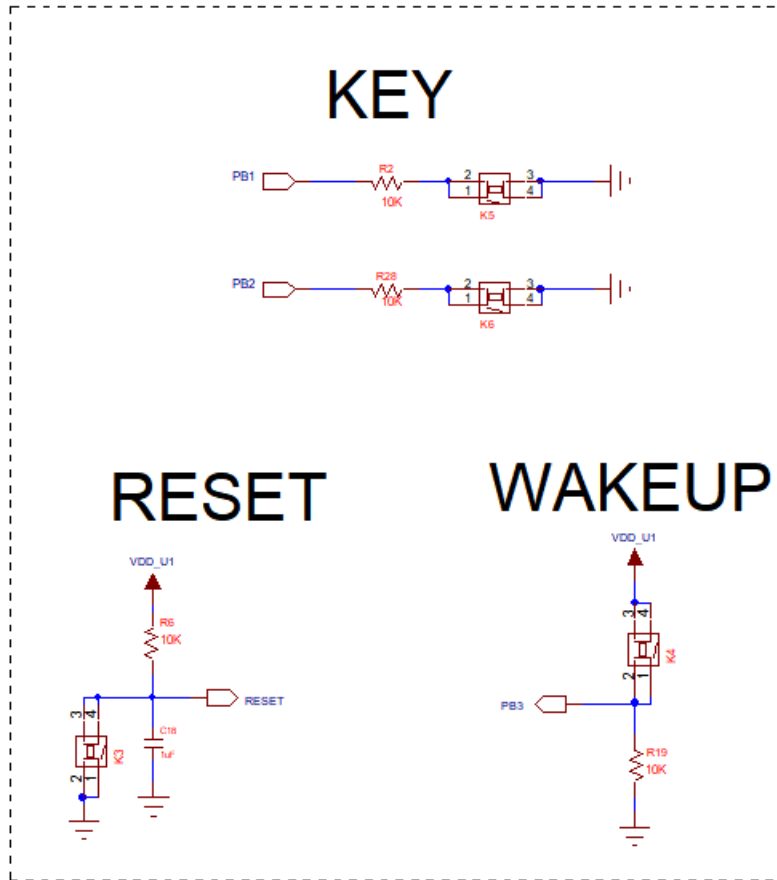 KEY
PB1
R2
10K
2 3
1 4
K5
PB2
R28
10K
2 3
1 4
K6
RESET
VDD_U1
R6
10K
RESET
3 4
K3
2 1
C18
1uF
WAKEUP
VDD_U1
3 4
K4
2 1
PB3
R19
10K